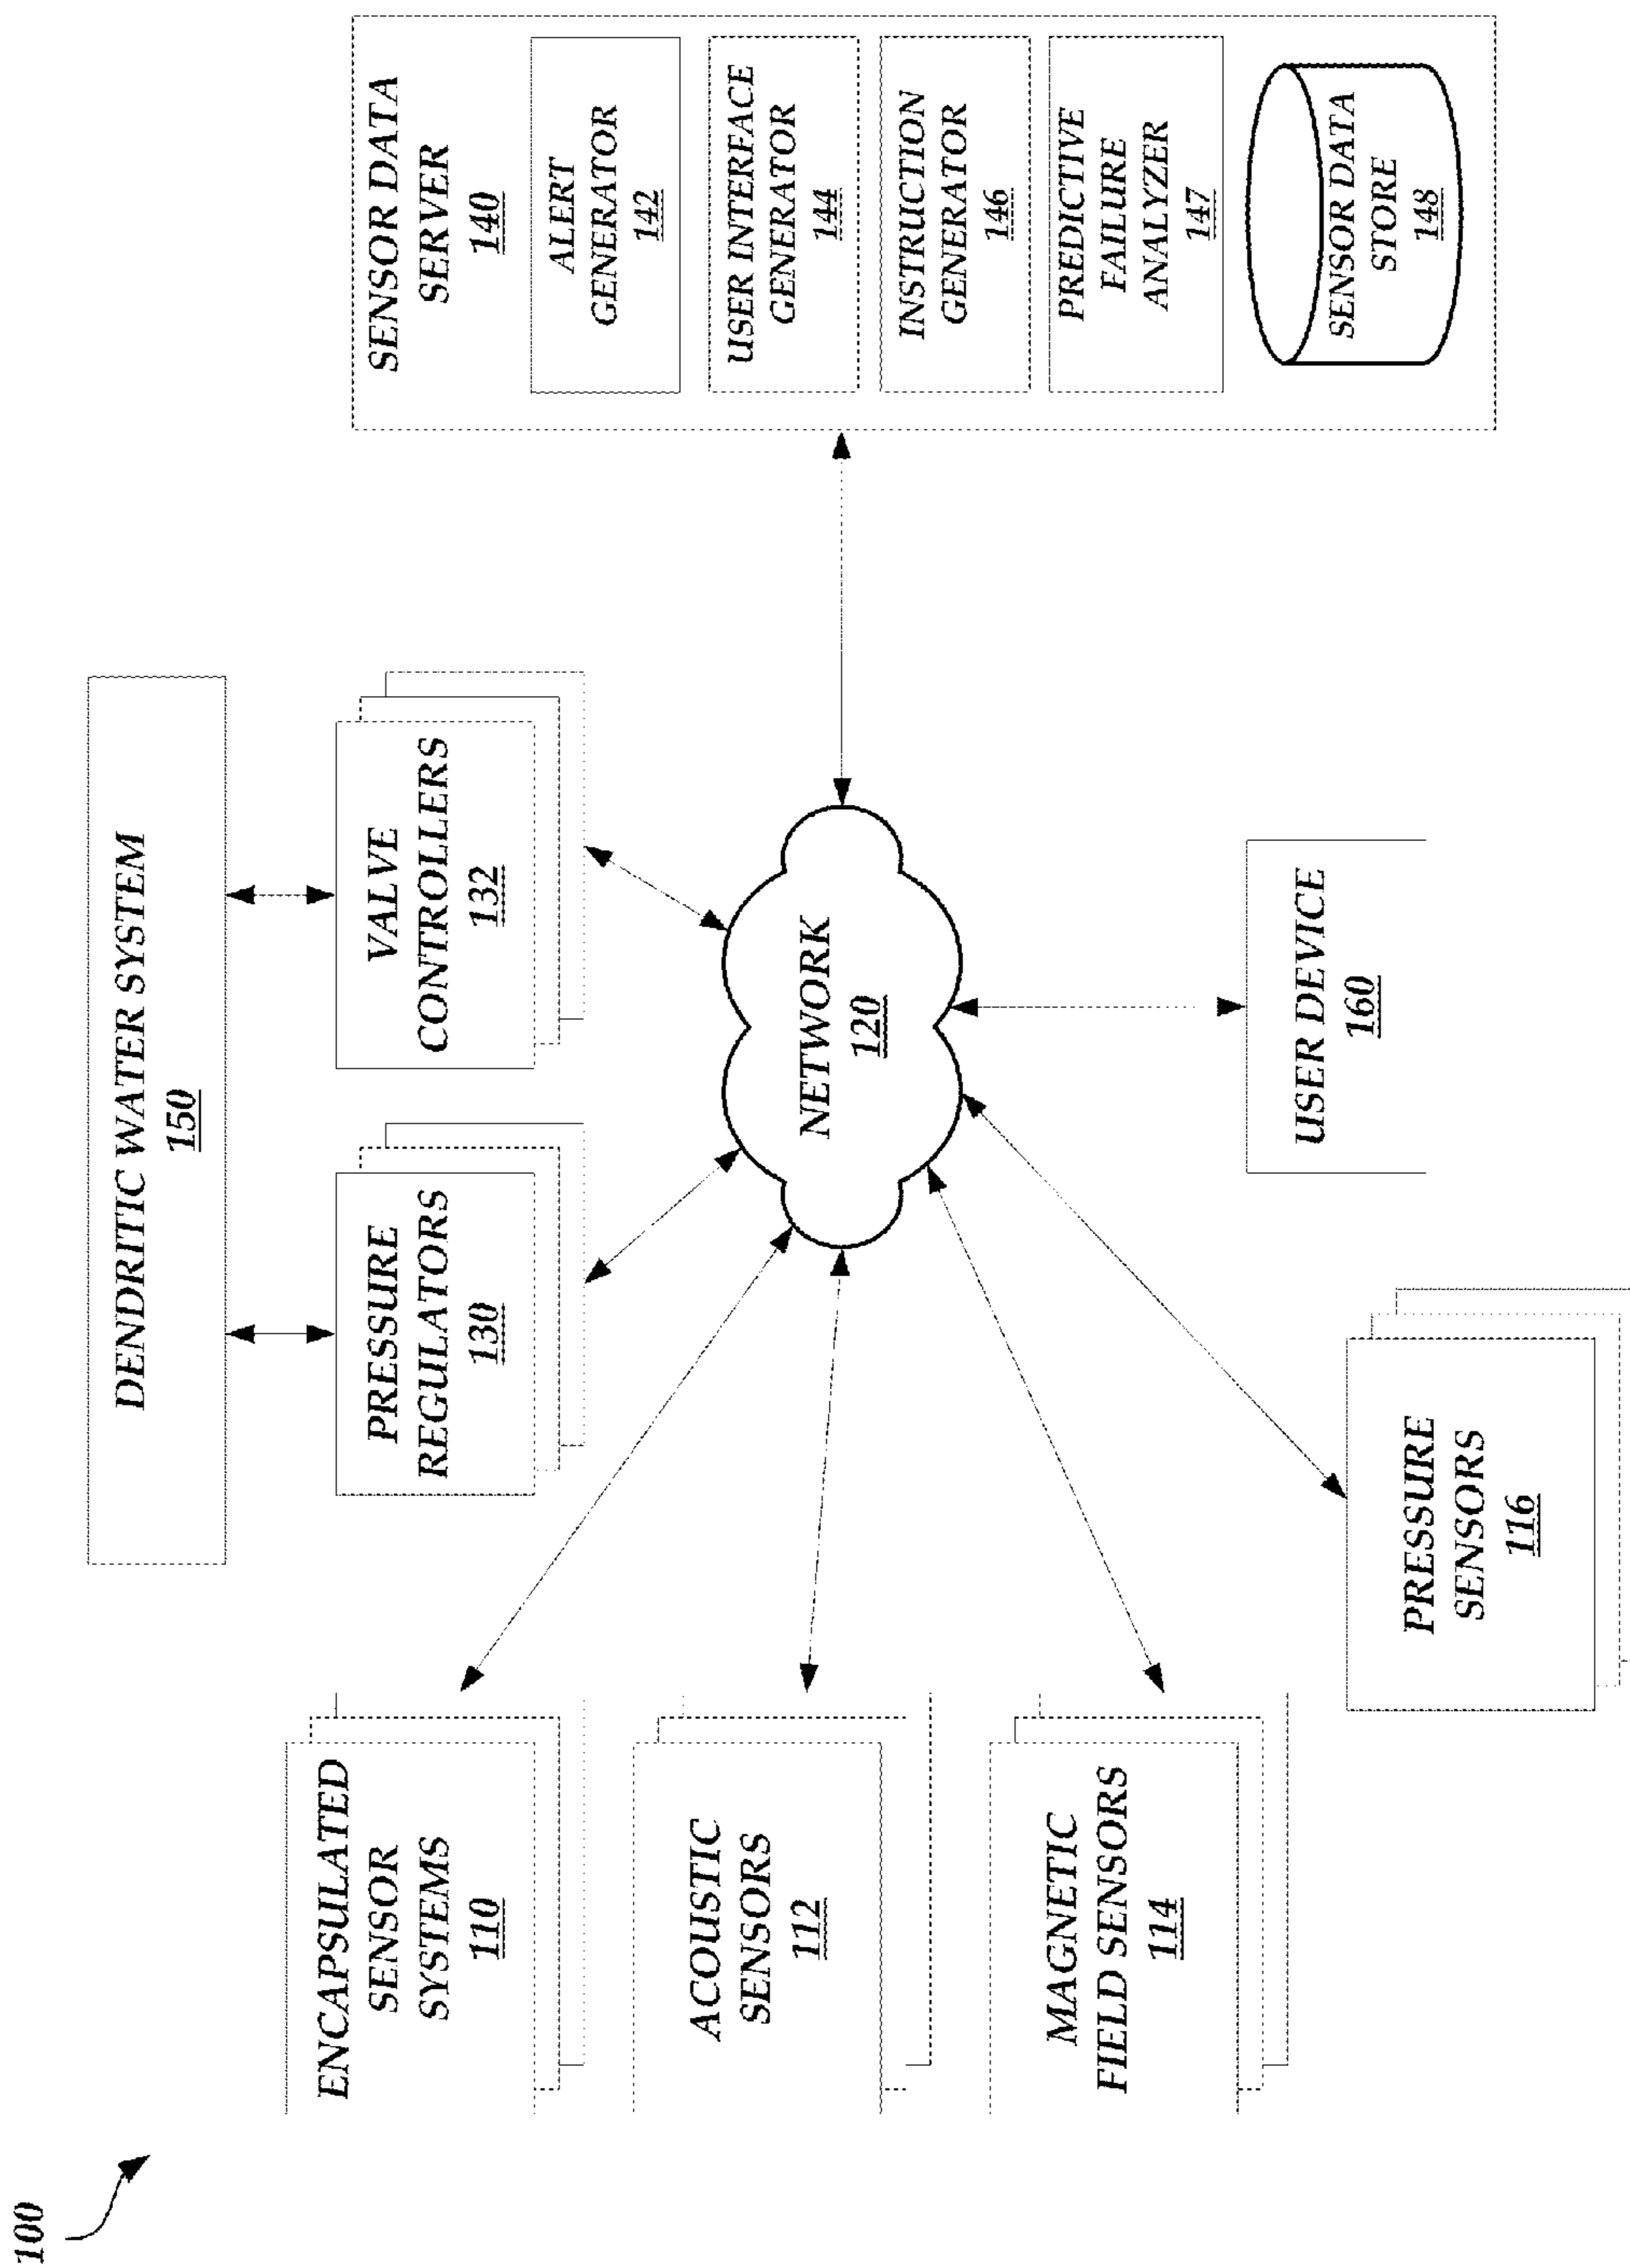 100
DENDRITIC WATER SYSTEM
150
PRESSURE
REGULATORS
130
VALVE
CONTROLLERS
132
ENCAPSULATED
SENSOR
SYSTEMS
110
ACOUSTIC
SENSORS
112
MAGNETIC
FIELD SENSORS
114
PRESSURE
SENSORS
116
NETWORK
120
USER DEVICE
160
SENSOR DATA
SERVER
140
ALERT
GENERATOR
142
USER INTERFACE
GENERATOR
144
INSTRUCTION
GENERATOR
146
PREDICTIVE
FAILURE
ANALYZER
147
SENSOR DATA
STORE
148